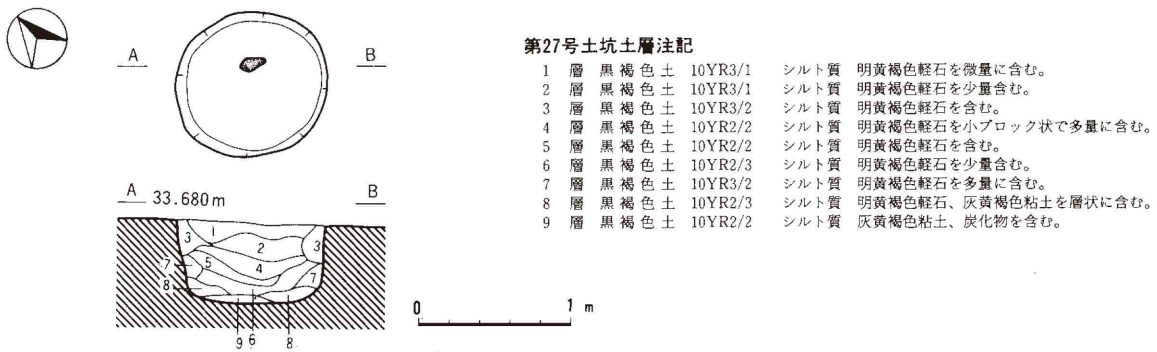 A B
第27号土坑土層注記
1 層 黒褐色土 10YR3/1 シルト質 明黄褐色軽石を微量に含む。
2 層 黒褐色土 10YR3/1 シルト質 明黄褐色軽石を少量含む。
3 層 黒褐色土 10YR3/2 シルト質 明黄褐色軽石を含む。
4 層 黒褐色土 10YR2/2 シルト質 明黄褐色軽石を小ブロック状で多量に含む。
5 層 黒褐色土 10YR2/2 シルト質 明黄褐色軽石を含む。
6 層 黒褐色土 10YR2/3 シルト質 明黄褐色軽石を少量含む。
7 層 黒褐色土 10YR3/2 シルト質 明黄褐色軽石を多量に含む。
8 層 黒褐色土 10YR2/3 シルト質 明黄褐色軽石、灰黄褐色粘土を層状に含む。
9 層 黒褐色土 10YR2/2 シルト質 灰黄褐色粘土、炭化物を含む。
A 33.680m B
1
3 2 3
7 5 4 7
8
9 6 8
0 1 m